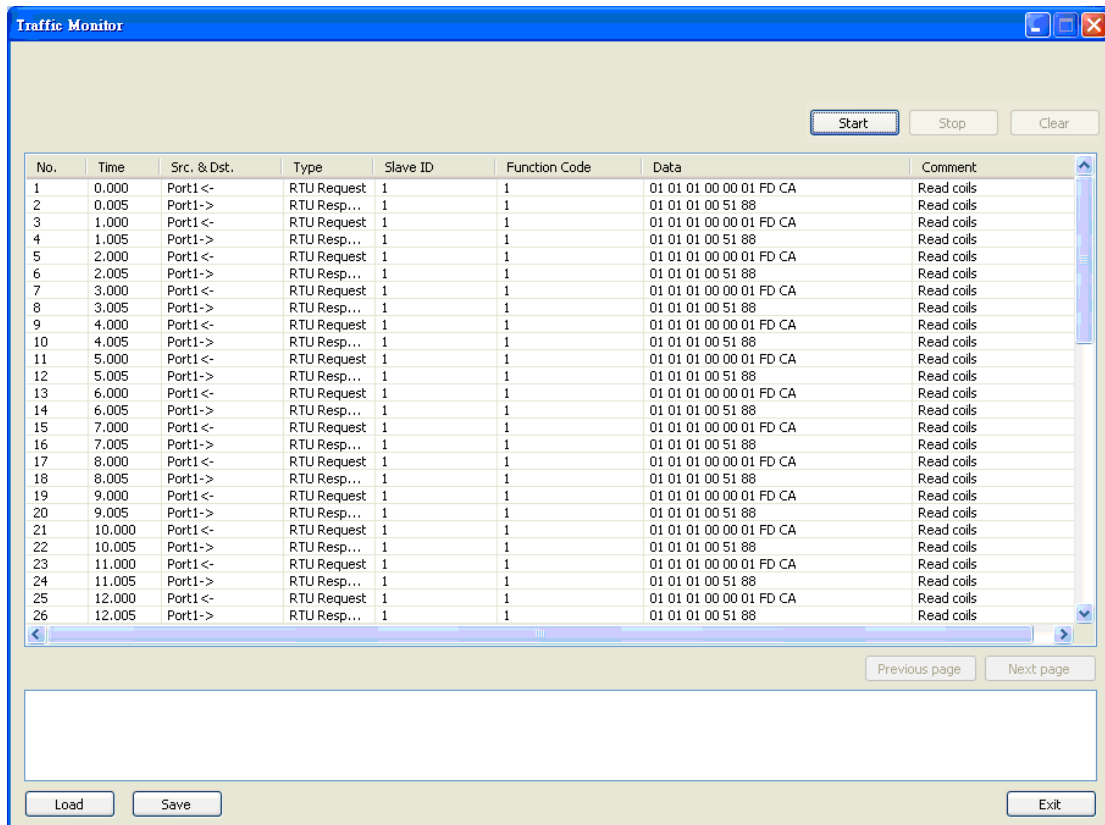 Traffic Monitor
Start Stop Clear
No. Time Src. & Dst. Type Slave ID Function Code Data Comment
1 0.000 Port1<- RTU Request 1 1 01 01 01 00 00 01 FD CA Read coils
2 0.005 Port1-> RTU Resp... 1 1 01 01 01 00 51 88 Read coils
3 1.000 Port1<- RTU Request 1 1 01 01 01 00 00 01 FD CA Read coils
4 1.005 Port1-> RTU Resp... 1 1 01 01 01 00 51 88 Read coils
5 2.000 Port1<- RTU Request 1 1 01 01 01 00 00 01 FD CA Read coils
6 2.005 Port1-> RTU Resp... 1 1 01 01 01 00 51 88 Read coils
7 3.000 Port1<- RTU Request 1 1 01 01 01 00 00 01 FD CA Read coils
8 3.005 Port1-> RTU Resp... 1 1 01 01 01 00 51 88 Read coils
9 4.000 Port1<- RTU Request 1 1 01 01 01 00 00 01 FD CA Read coils
10 4.005 Port1-> RTU Resp... 1 1 01 01 01 00 51 88 Read coils
11 5.000 Port1<- RTU Request 1 1 01 01 01 00 00 01 FD CA Read coils
12 5.005 Port1-> RTU Resp... 1 1 01 01 01 00 51 88 Read coils
13 6.000 Port1<- RTU Request 1 1 01 01 01 00 00 01 FD CA Read coils
14 6.005 Port1-> RTU Resp... 1 1 01 01 01 00 51 88 Read coils
15 7.000 Port1<- RTU Request 1 1 01 01 01 00 00 01 FD CA Read coils
16 7.005 Port1-> RTU Resp... 1 1 01 01 01 00 51 88 Read coils
17 8.000 Port1<- RTU Request 1 1 01 01 01 00 00 01 FD CA Read coils
18 8.005 Port1-> RTU Resp... 1 1 01 01 01 00 51 88 Read coils
19 9.000 Port1<- RTU Request 1 1 01 01 01 00 00 01 FD CA Read coils
20 9.005 Port1-> RTU Resp... 1 1 01 01 01 00 51 88 Read coils
21 10.000 Port1<- RTU Request 1 1 01 01 01 00 00 01 FD CA Read coils
22 10.005 Port1-> RTU Resp... 1 1 01 01 01 00 51 88 Read coils
23 11.000 Port1<- RTU Request 1 1 01 01 01 00 00 01 FD CA Read coils
24 11.005 Port1-> RTU Resp... 1 1 01 01 01 00 51 88 Read coils
25 12.000 Port1<- RTU Request 1 1 01 01 01 00 00 01 FD CA Read coils
26 12.005 Port1-> RTU Resp... 1 1 01 01 01 00 51 88 Read coils
Previous page Next page
Load Save Exit